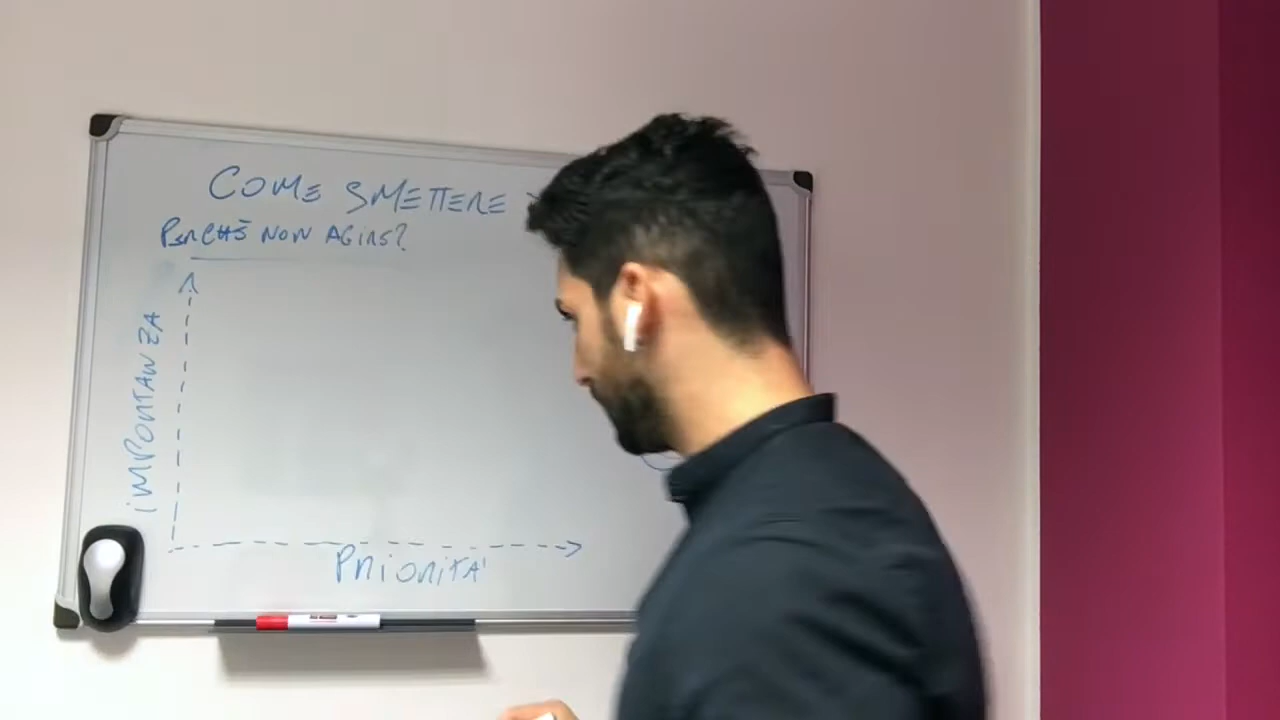 COME SMETTERE
PERCHÈ NON AGIRE?
IMPORTANZA
PRIORITA'